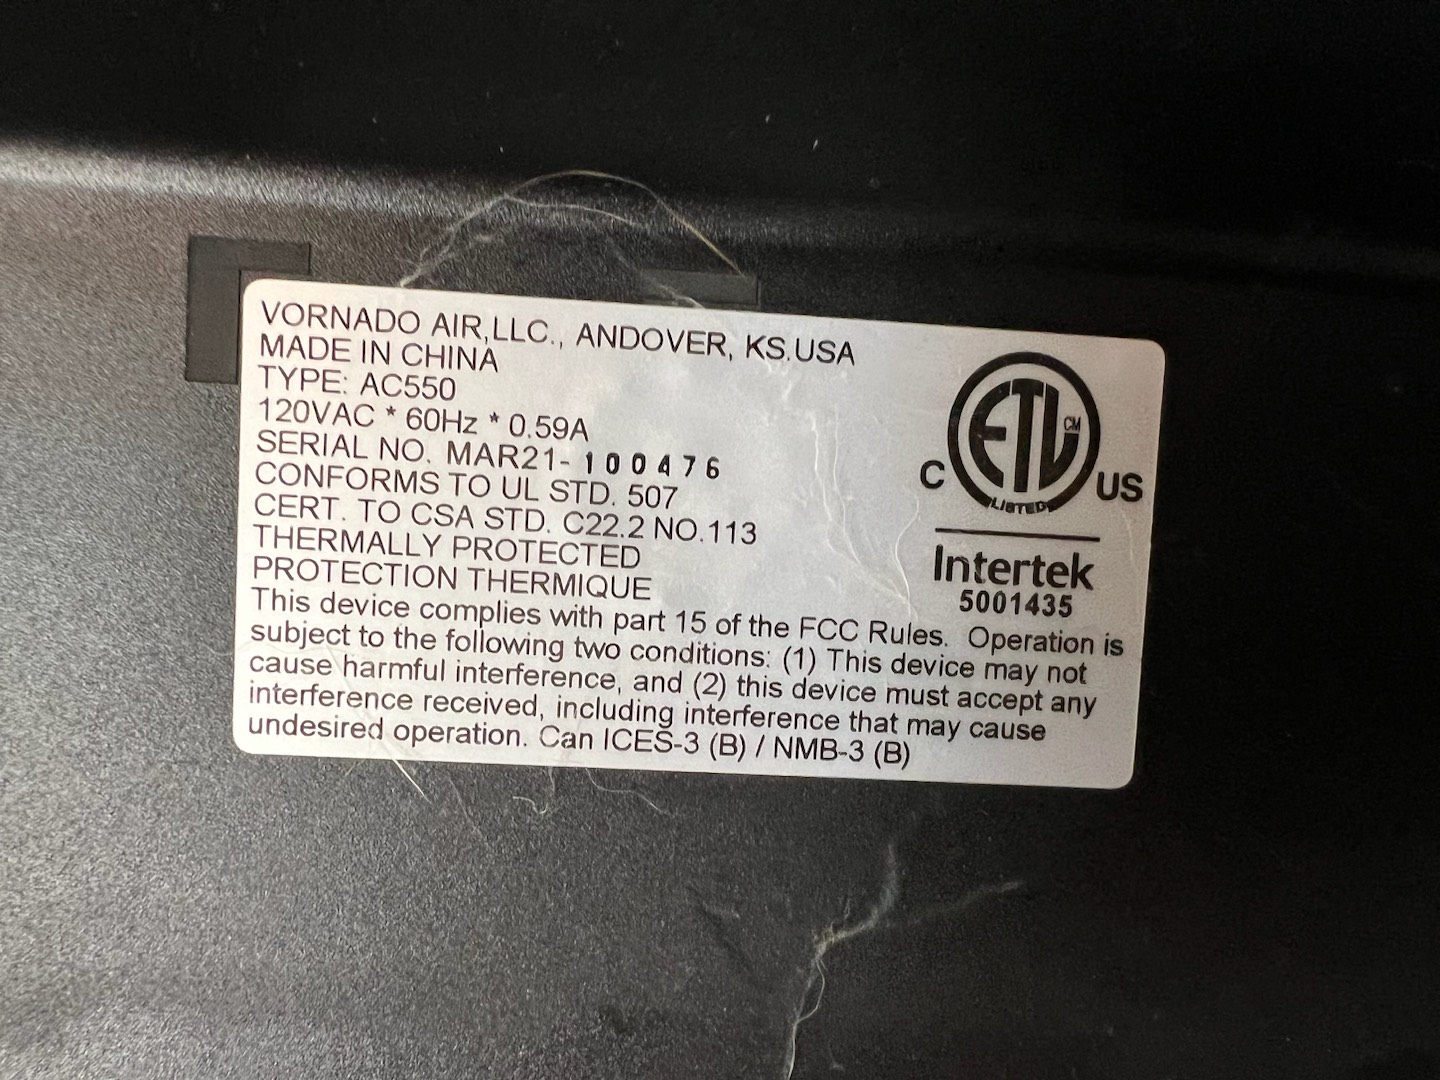 VORNADO AIR,LLC., ANDOVER, KS.USA
MADE IN CHINA
TYPE: AC550
120VAC * 60Hz * 0.59A
SERIAL NO. MAR21- 100476
CONFORMS TO UL STD. 507
CERT. TO CSA STD. C22.2 NO.113
THERMALLY PROTECTED
PROTECTION THERMIQUE
This device complies with part 15 of the FCC Rules. Operation is
subject to the following two conditions: (1) This device may not
cause harmful interference, and (2) this device must accept any
interference received, including interference that may cause
undesired operation. Can ICES-3 (B) / NMB-3 (B)
ETL CM
C US
LISTED
Intertek
5001435